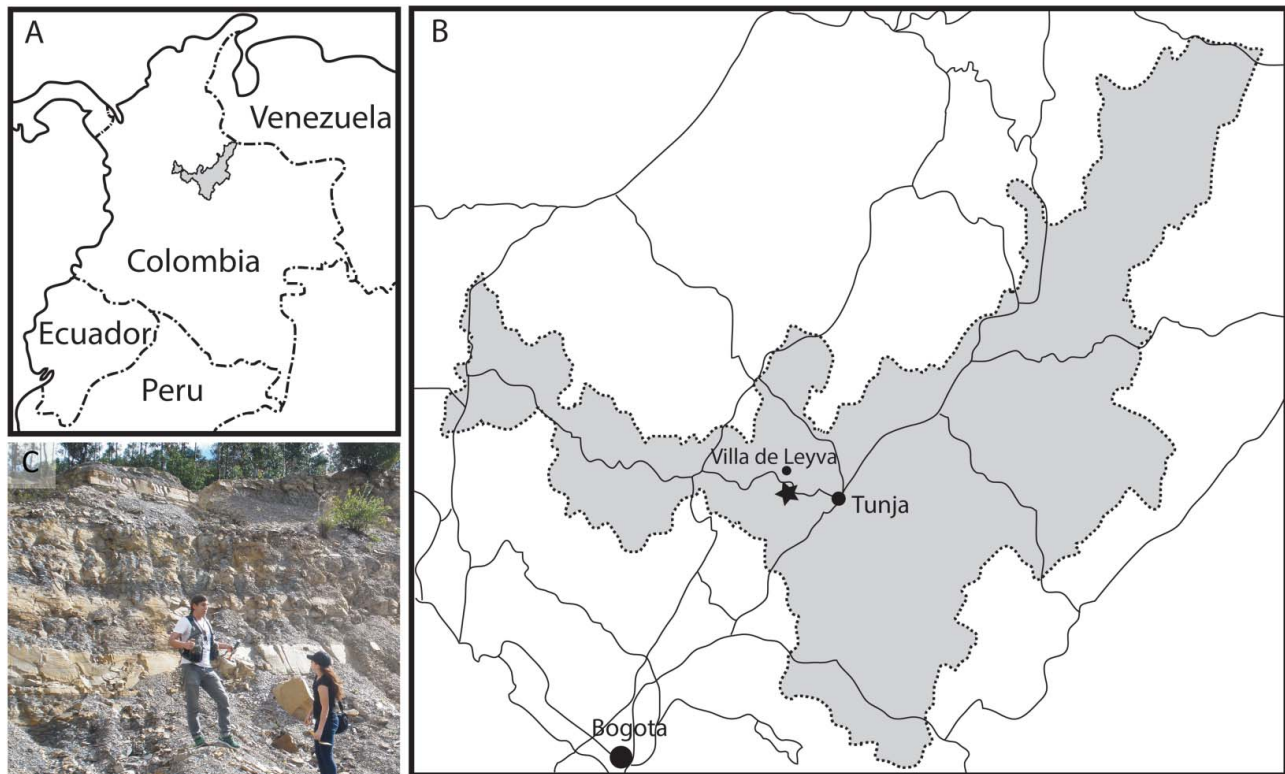 A
Venezuela
Colombia
Ecuador
Peru
B
Villa de Leyva
Tunja
Bogota
C